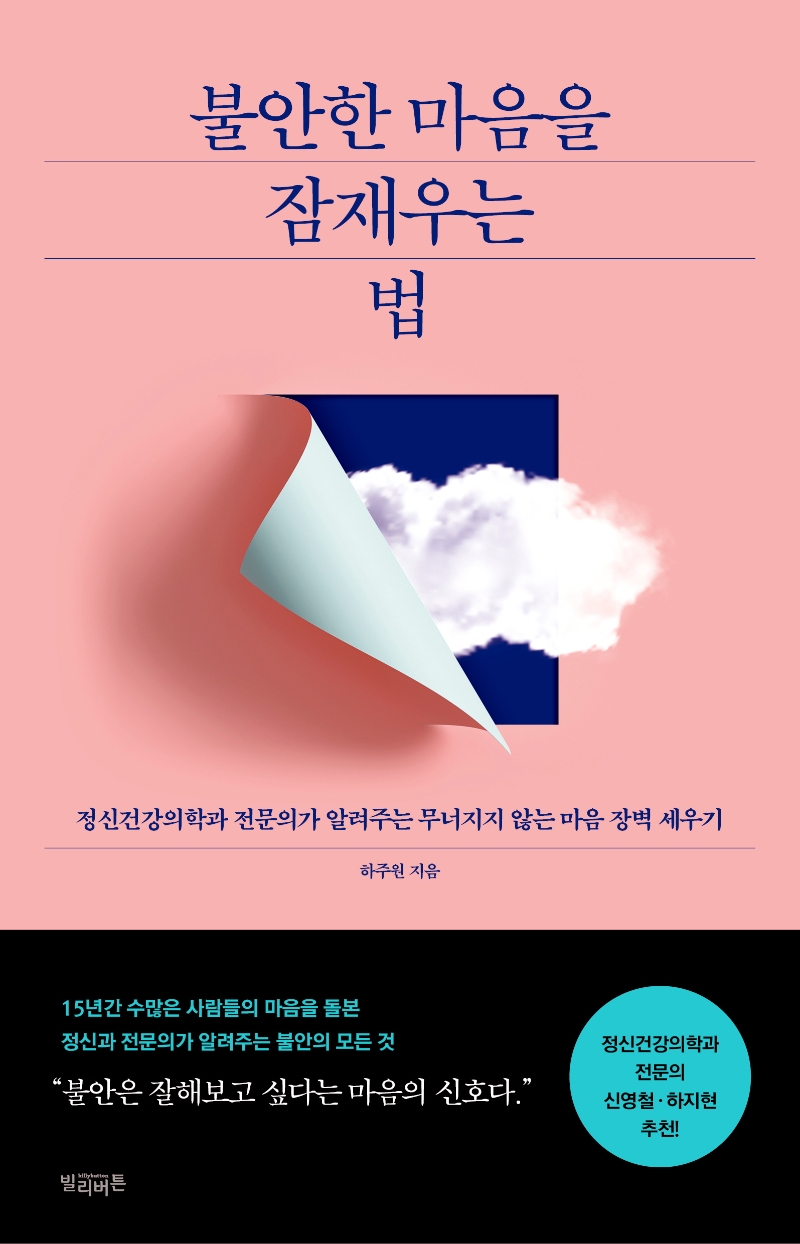 불안한 마음을
잠재우는
법
정신건강의학과 전문의가 알려주는 무너지지 않는 마음 장벽 세우기
하주원 지음
15년간 수많은 사람들의 마음을 돌본
정신과 전문의가 알려주는 불안의 모든 것
“불안은 잘해보고 싶다는 마음의 신호다.”
정신건강의학과
전문의
신영철·하지현
추천!
billybutton
빌리버튼